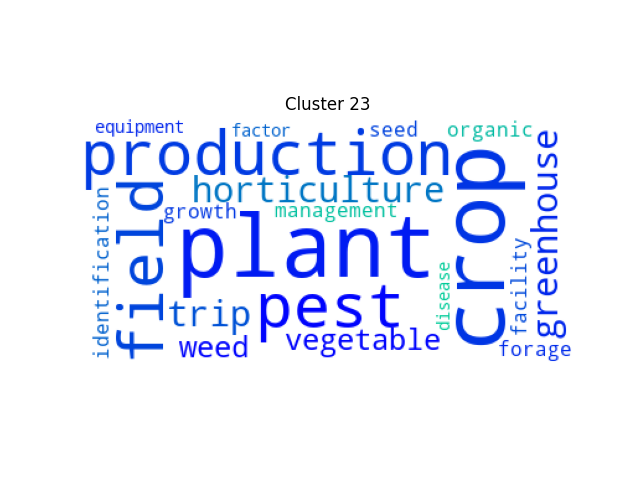 Cluster 23
equipment
factor
seed
organic
production
horticulture
growth
management
identification
field
plant
crop
greenhouse
trip
pest
disease
facility
weed
vegetable
forage